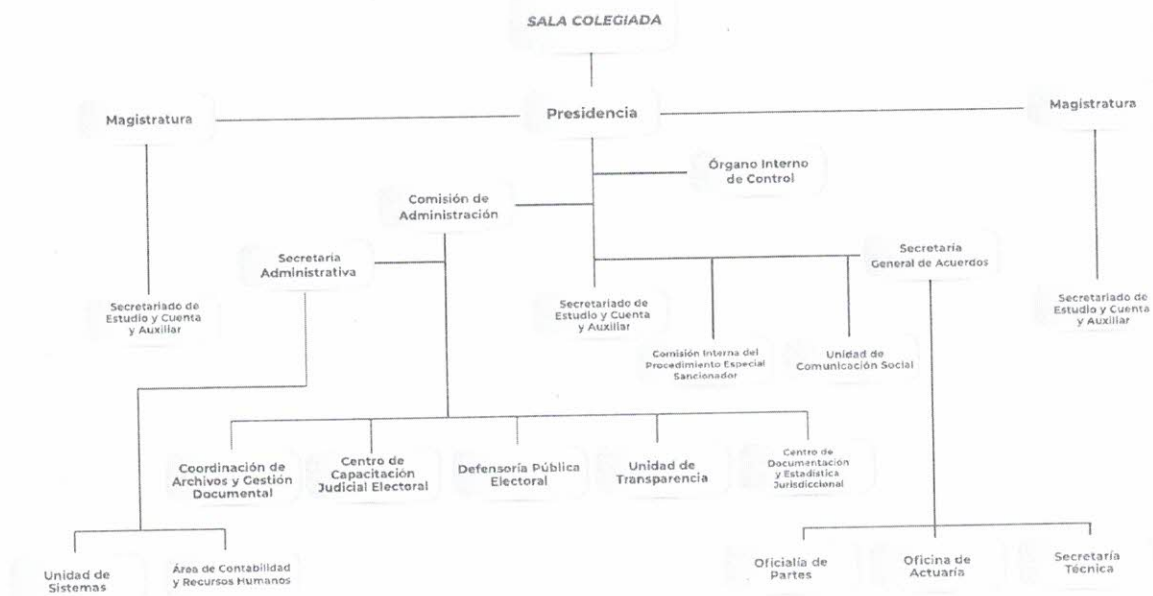 SALA COLEGIADA
Magistratura
Presidencia
Magistratura
Órgano Interno
de Control
Comisión de
Administración
Secretaría
Administrativa
Secretaría
General de Acuerdos
Secretariado de
Estudio y Cuenta
y Auxiliar
Secretariado de
Estudio y Cuenta
y Auxiliar
Secretariado de
Estudio y Cuenta
y Auxiliar
Comisión Interna del
Procedimiento Especial
Sancionador
Unidad de
Comunicación Social
Coordinación de
Archivos y Gestión
Documental
Centro de
Capacitación
Judicial Electoral
Defensoría Pública
Electoral
Unidad de
Transparencia
Centro de
Documentación
y Estadística
Jurisdiccional
Unidad de
Sistemas
Área de Contabilidad
y Recursos Humanos
Oficialía de
Partes
Oficina de
Actuaría
Secretaría
Técnica